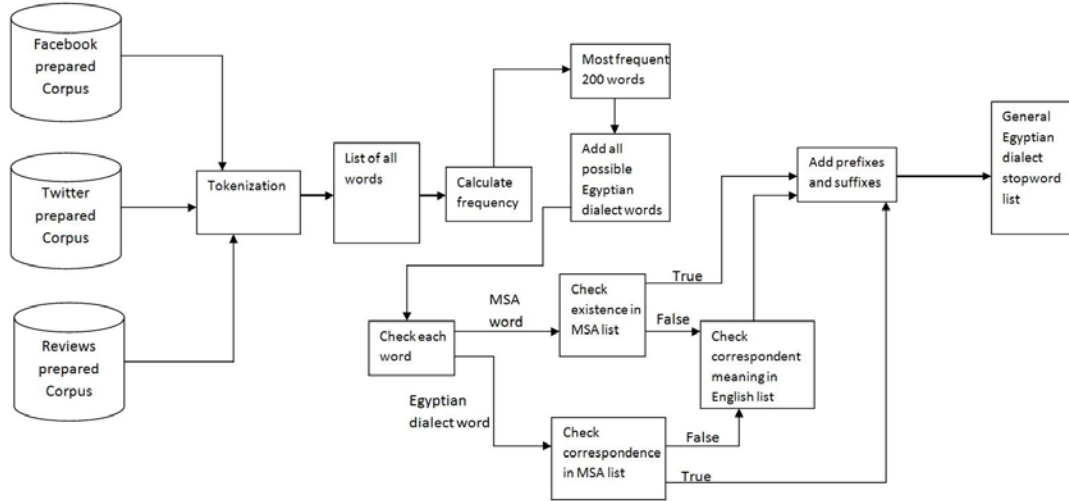 Facebook
prepared
Corpus
Twitter
prepared
Corpus
Reviews
prepared
Corpus
Tokenization
List of all
words
Calculate
frequency
Most frequent
200 words
Add all
possible
Egyptian
dialect words
Check each
word
MSA
word
Egyptian
dialect word
Check
existence in
MSA list
True
False
Check
correspondence
in MSA list
False
True
Check
correspondent
meaning in
English list
Add prefixes
and suffixes
General
Egyptian
dialect
stopword
list